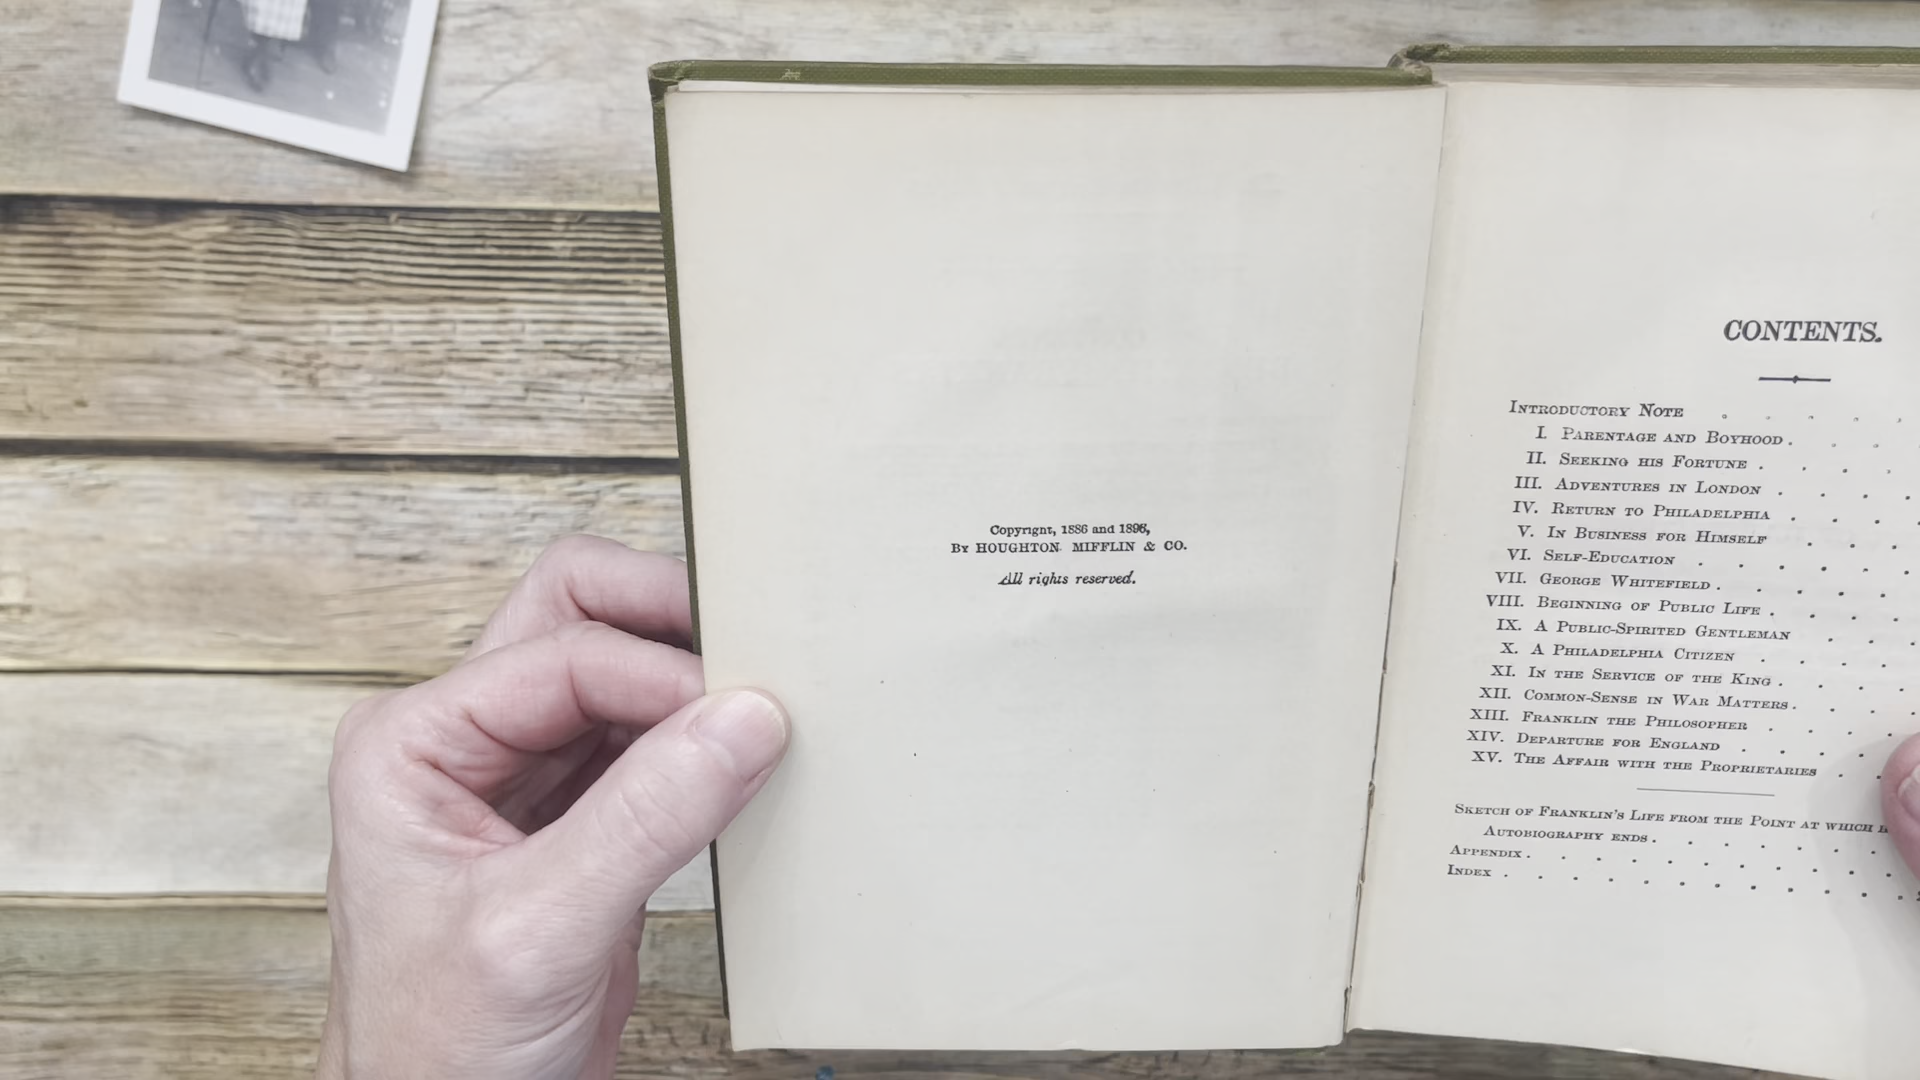 Copyright, 1886 and 1896,
By HOUGHTON MIFFLIN & CO.
All rights reserved.
CONTENTS.
Introductory Note
I. Parentage and Boyhood .
II. Seeking his Fortune .
III. Adventures in London .
IV. Return to Philadelphia .
V. In Business for Himself
VI. Self-Education .
VII. George Whitefield .
VIII. Beginning of Public Life .
IX. A Public-Spirited Gentleman
X. A Philadelphia Citizen .
XI. In the Service of the King .
XII. Common-Sense in War Matters .
XIII. Franklin the Philosopher .
XIV. Departure for England .
XV. The Affair with the Proprietaries .
Sketch of Franklin's Life from the Point at which
Autobiography ends .
Appendix .
Index .